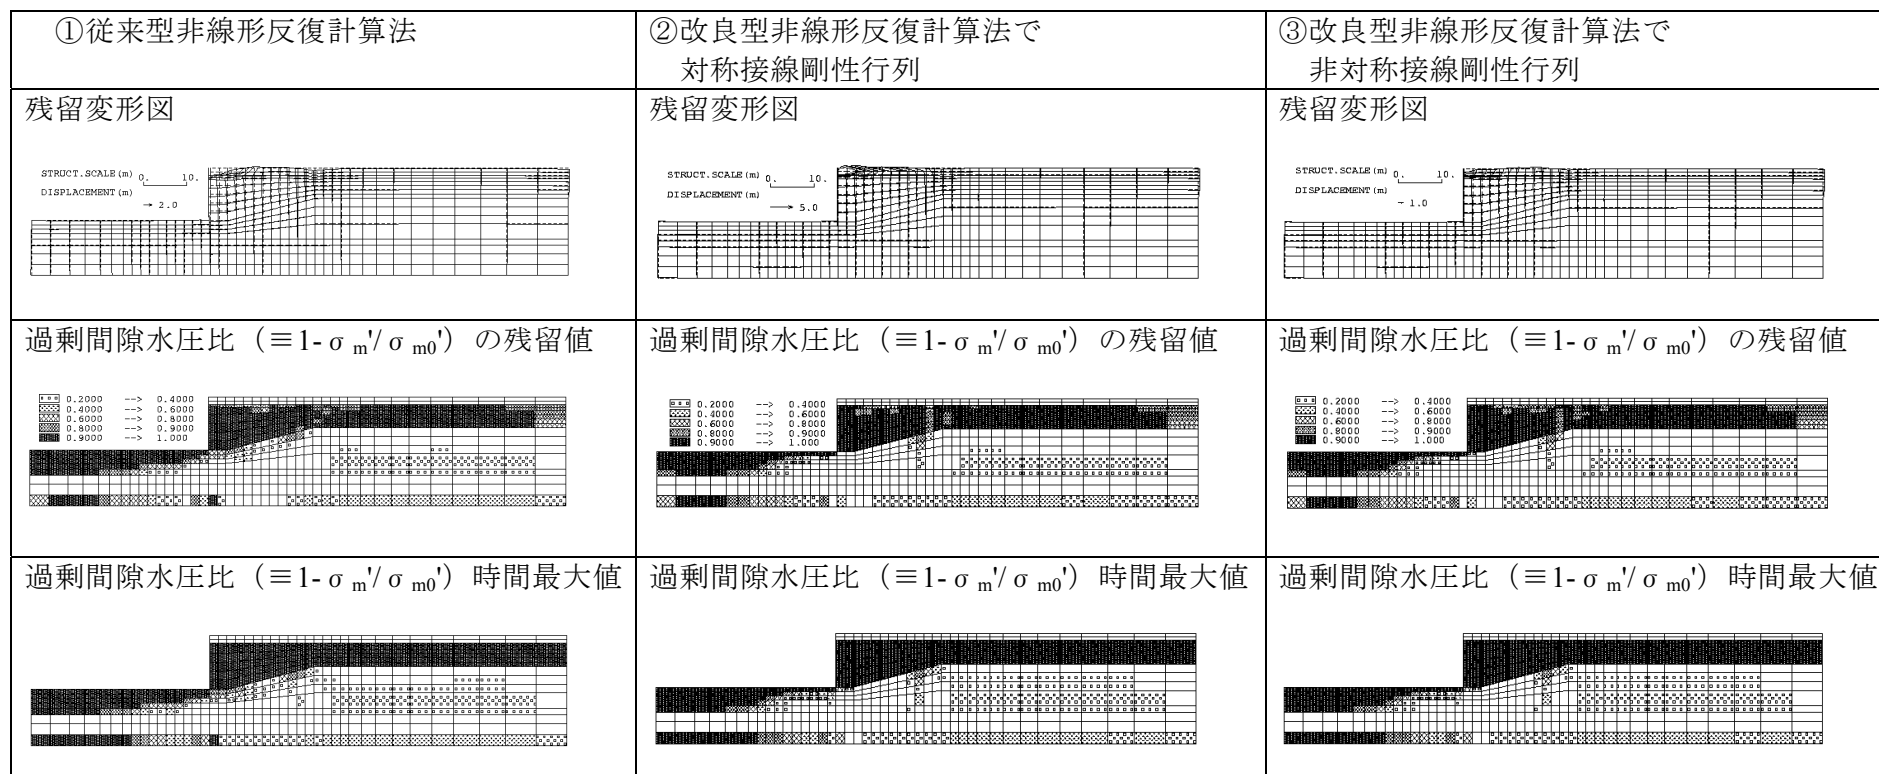 ①従来型非線形反復計算法
②改良型非線形反復計算法で
対称接線剛性行列
③改良型非線形反復計算法で
非対称接線剛性行列
残留変形図
STRUCT.SCALE(m) 0. 10.
DISPLACEMENT(m)
→ 2.0
残留変形図
STRUCT.SCALE(m) 0. 10.
DISPLACEMENT(m)
→ 5.0
残留変形図
STRUCT.SCALE(m) 0. 10.
DISPLACEMENT(m)
→ 1.0
過剰間隙水圧比（≡1-σm'/σm0'）の残留値
0.2000 --> 0.4000
0.4000 --> 0.6000
0.6000 --> 0.8000
0.8000 --> 0.9000
0.9000 --> 1.000
過剰間隙水圧比（≡1-σm'/σm0'）の残留値
0.2000 --> 0.4000
0.4000 --> 0.6000
0.6000 --> 0.8000
0.8000 --> 0.9000
0.9000 --> 1.000
過剰間隙水圧比（≡1-σm'/σm0'）の残留値
0.2000 --> 0.4000
0.4000 --> 0.6000
0.6000 --> 0.8000
0.8000 --> 0.9000
0.9000 --> 1.000
過剰間隙水圧比（≡1-σm'/σm0'）時間最大値
過剰間隙水圧比（≡1-σm'/σm0'）時間最大値
過剰間隙水圧比（≡1-σm'/σm0'）時間最大値